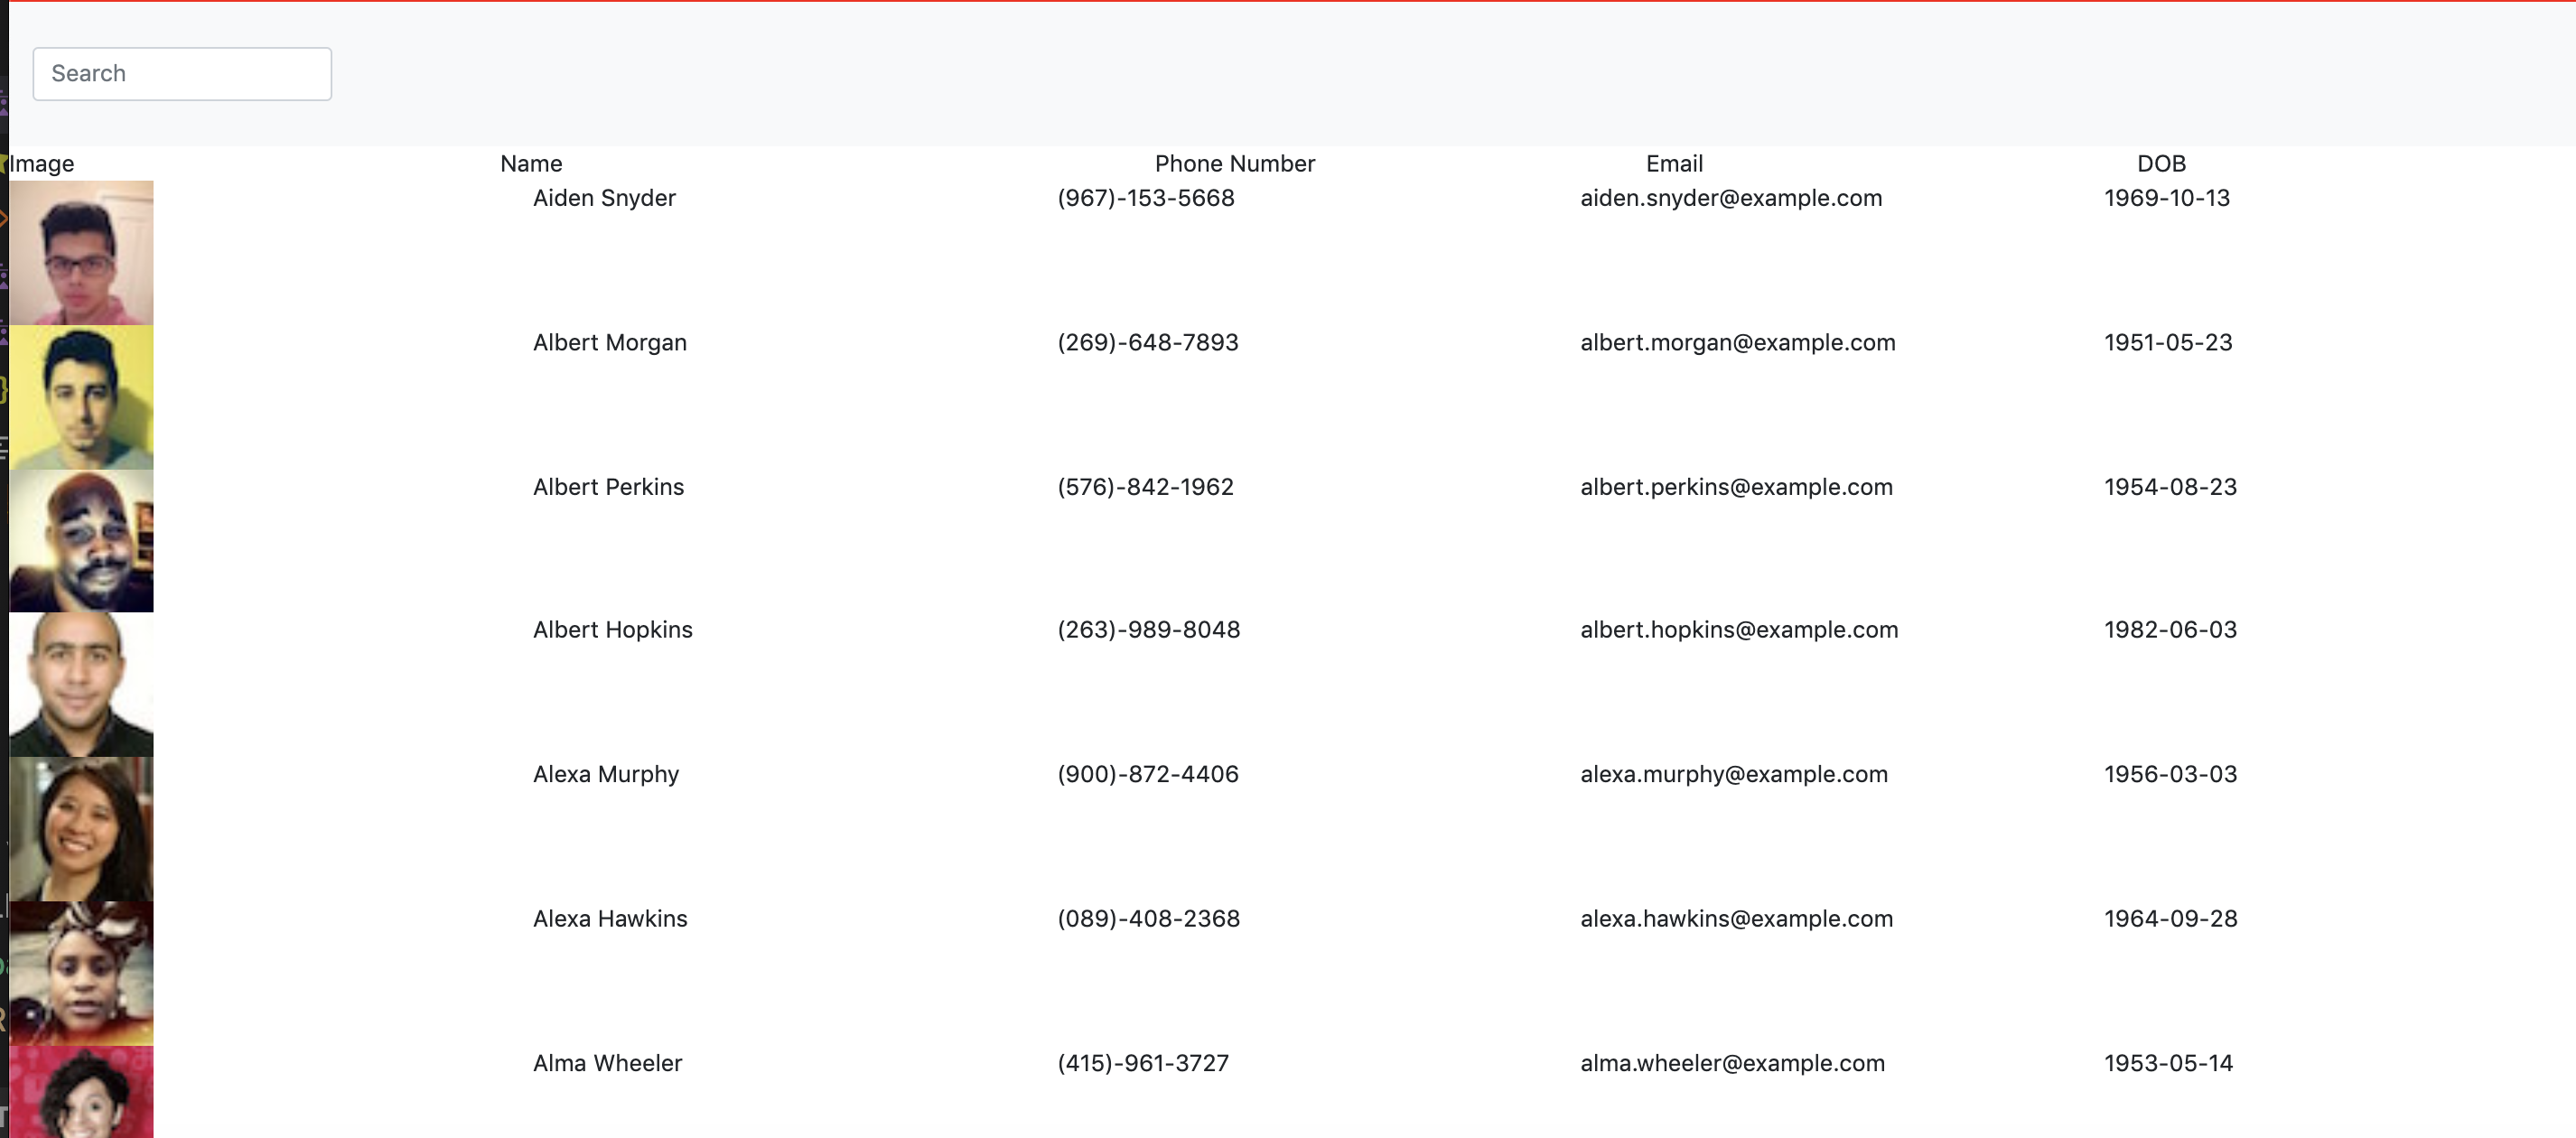 Search
Image Name Phone Number Email DOB
Aiden Snyder (967)-153-5668 aiden.snyder@example.com 1969-10-13
Albert Morgan (269)-648-7893 albert.morgan@example.com 1951-05-23
Albert Perkins (576)-842-1962 albert.perkins@example.com 1954-08-23
Albert Hopkins (263)-989-8048 albert.hopkins@example.com 1982-06-03
Alexa Murphy (900)-872-4406 alexa.murphy@example.com 1956-03-03
Alexa Hawkins (089)-408-2368 alexa.hawkins@example.com 1964-09-28
Alma Wheeler (415)-961-3727 alma.wheeler@example.com 1953-05-14